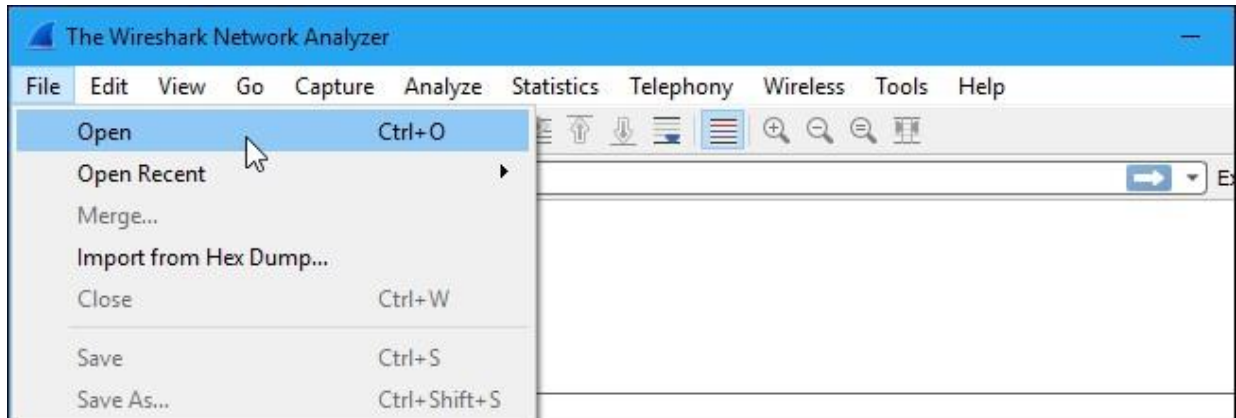 The Wireshark Network Analyzer
File Edit View Go Capture Analyze Statistics Telephony Wireless Tools Help
Open Ctrl+O
Open Recent
Merge...
Import from Hex Dump...
Close Ctrl+W
Save Ctrl+S
Save As... Ctrl+Shift+S